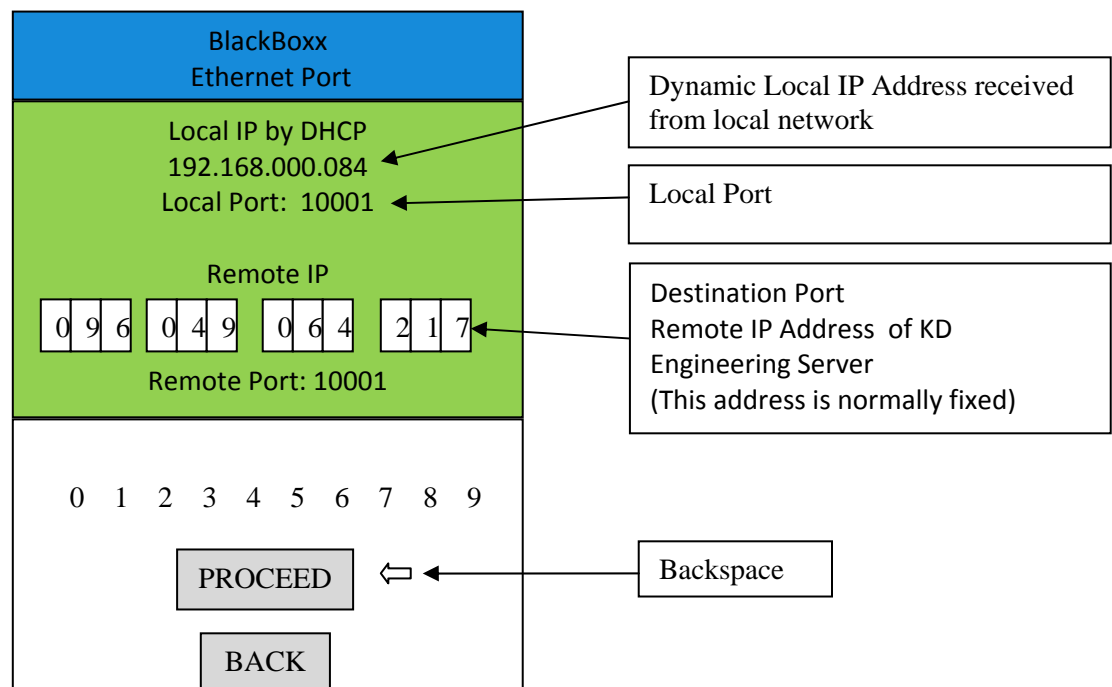 BlackBoxx
Ethernet Port
Local IP by DHCP
192.168.000.084
Local Port: 10001
Remote IP
0 9 6 0 4 9 0 6 4 2 1 7
Remote Port: 10001
0 1 2 3 4 5 6 7 8 9
PROCEED
BACK
Dynamic Local IP Address received
from local network
Local Port
Destination Port
Remote IP Address of KD
Engineering Server
(This address is normally fixed)
Backspace